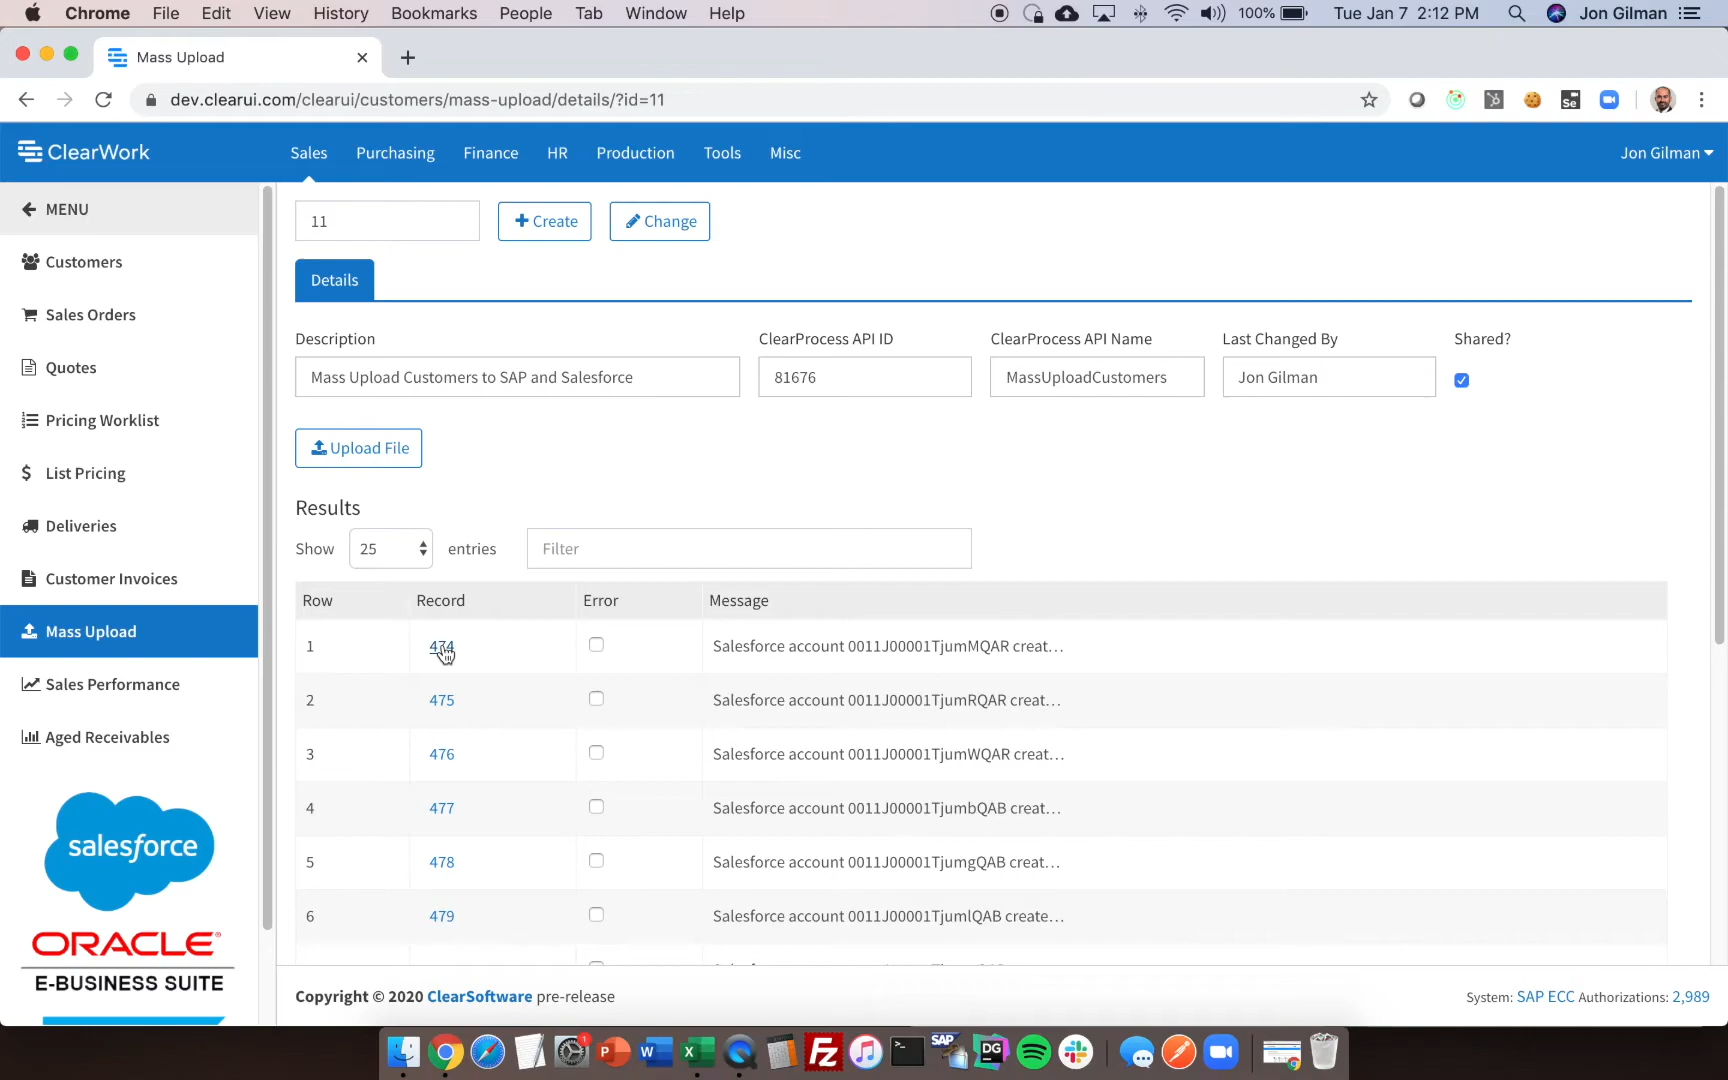 Chrome File Edit View History Bookmarks People Tab Window Help 100% Tue Jan 7 2:12 PM Jon Gilman
Mass Upload
dev.clearui.com/clearui/customers/mass-upload/details/?id=11
Se
ClearWork Sales Purchasing Finance HR Production Tools Misc Jon Gilman
MENU
Customers
Sales Orders
Quotes
Pricing Worklist
List Pricing
Deliveries
Customer Invoices
Mass Upload
Sales Performance
Aged Receivables
salesforce
ORACLE
E-BUSINESS SUITE
11 Create Change
Details
Description ClearProcess API ID ClearProcess API Name Last Changed By Shared?
Mass Upload Customers to SAP and Salesforce 81676 MassUploadCustomers Jon Gilman
Upload File
Results
Show 25 entries Filter
Row Record Error Message
1 474 Salesforce account 0011J00001TjumMQAR creat…
2 475 Salesforce account 0011J00001TjumRQAR creat…
3 476 Salesforce account 0011J00001TjumWQAR creat…
4 477 Salesforce account 0011J00001TjumbQAB creat…
5 478 Salesforce account 0011J00001TjumgQAB creat…
6 479 Salesforce account 0011J00001TjumlQAB create…
Copyright © 2020 ClearSoftware pre-release System: SAP ECC Authorizations: 2,989
1 P W X FZ SAP DG